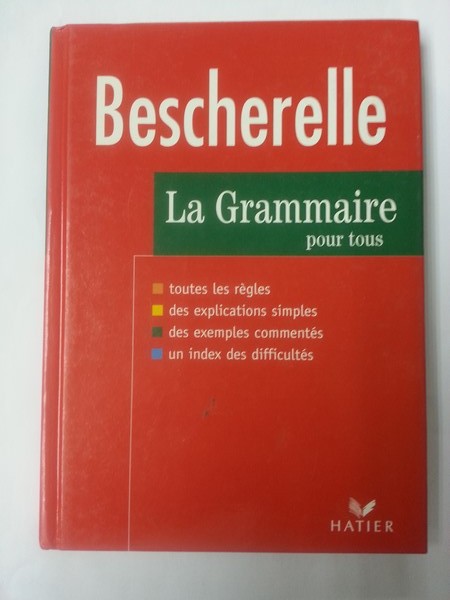 Bescherelle
La Grammaire
pour tous
toutes les règles
des explications simples
des exemples commentés
un index des difficultés
HATIER